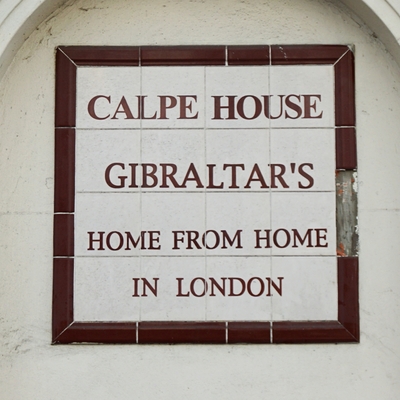 CALPE HOUSE
GIBRALTAR'S
HOME FROM HOME
IN LONDON